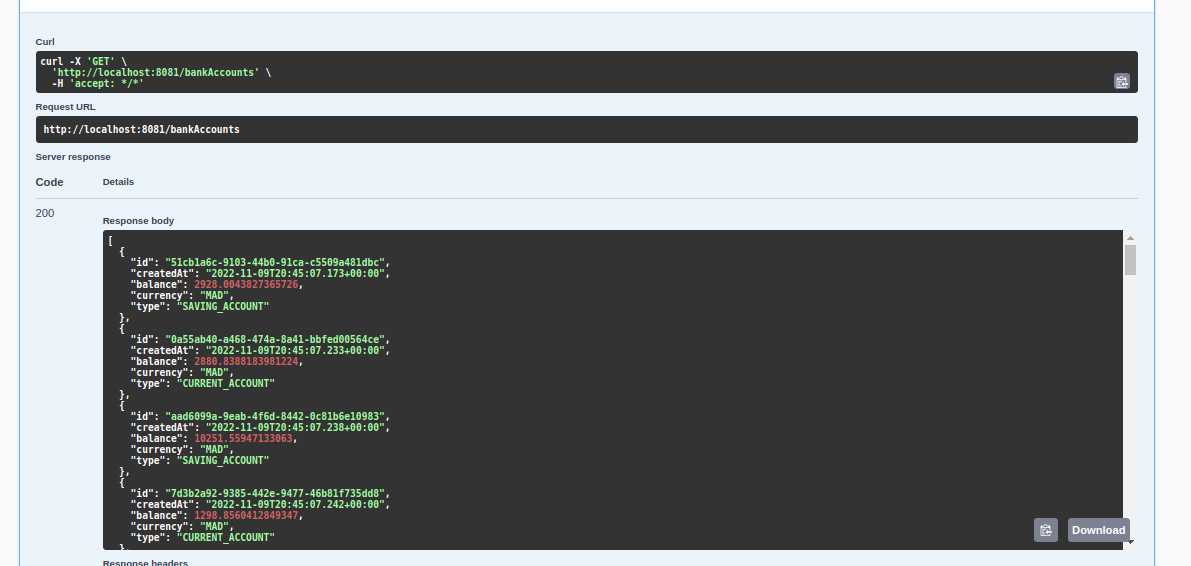 Curl
curl -X 'GET' \
'http://localhost:8081/bankAccounts' \
-H 'accept: */*'
Request URL
http://localhost:8081/bankAccounts
Server response
Code Details
200
Response body
[
{
"id": "51cb1a6c-9103-44b0-91ca-c5509a481dbc",
"createdAt": "2022-11-09T20:45:07.173+00:00",
"balance": 2928.0043827365726,
"currency": "MAD",
"type": "SAVING_ACCOUNT"
},
{
"id": "0a55ab40-a468-474a-8a41-bbfed00564ce",
"createdAt": "2022-11-09T20:45:07.233+00:00",
"balance": 2880.8388183981224,
"currency": "MAD",
"type": "CURRENT_ACCOUNT"
},
{
"id": "aad6099a-9eab-4f6d-8442-0c81b6e10983",
"createdAt": "2022-11-09T20:45:07.238+00:00",
"balance": 10251.55947133063,
"currency": "MAD",
"type": "SAVING_ACCOUNT"
},
{
"id": "7d3b2a92-9385-442e-9477-46b81f735dd8",
"createdAt": "2022-11-09T20:45:07.242+00:00",
"balance": 1298.8560412849347,
"currency": "MAD",
"type": "CURRENT_ACCOUNT"
},
Download
Response headers